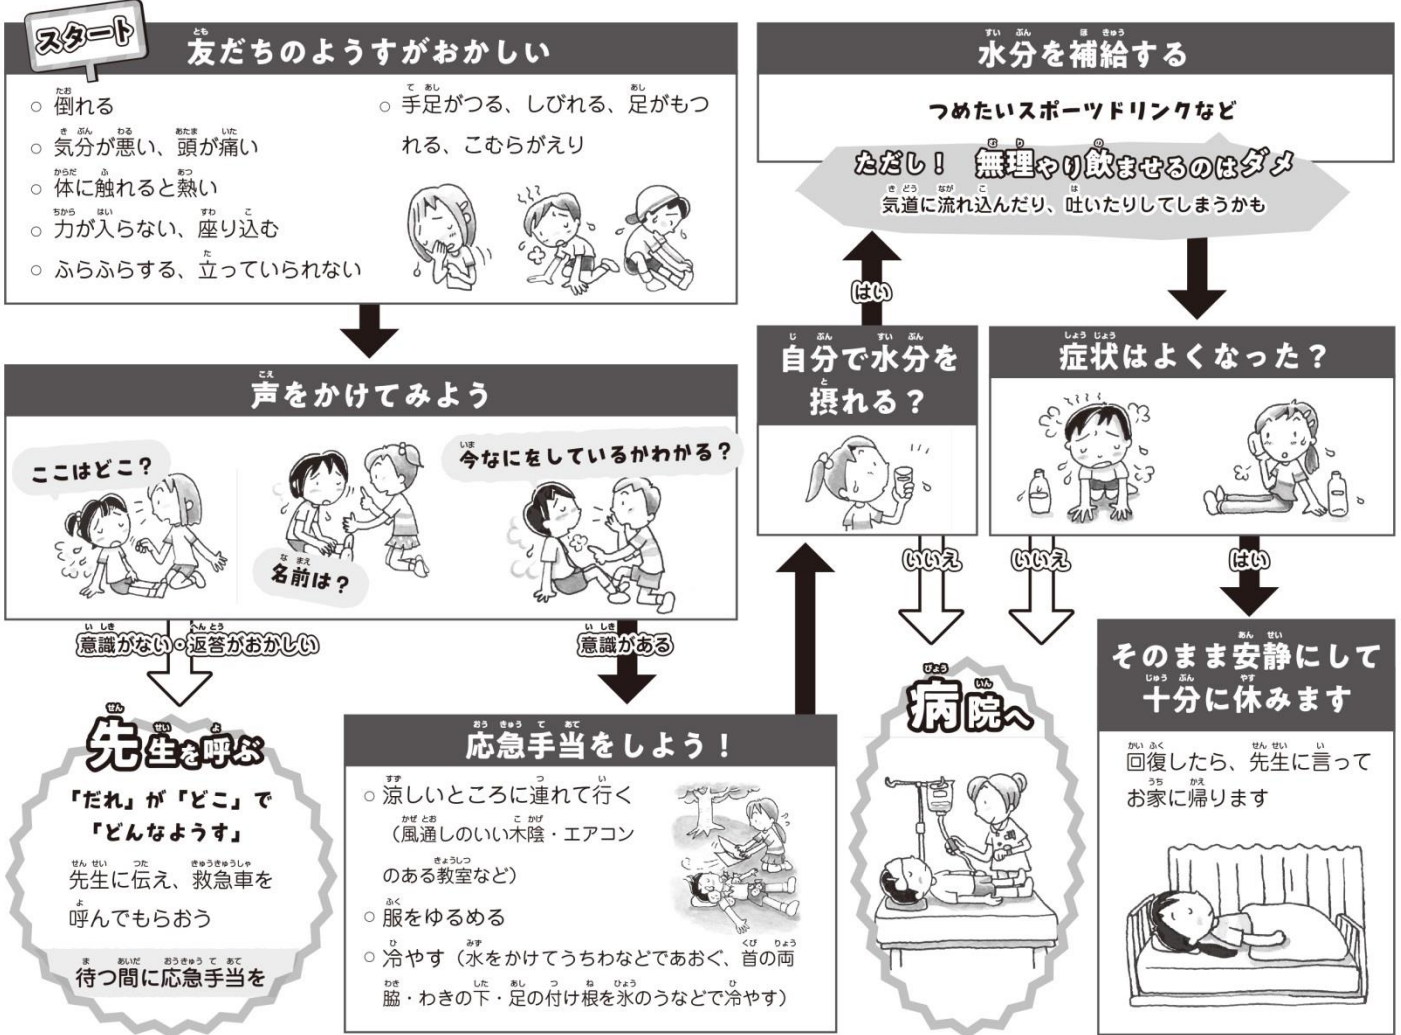 スタート
友だちのようすがおかしい
○ 倒れる
○ 気分が悪い、頭が痛い
○ 体に触れると熱い
○ 力が入らない、座り込む
○ ふらふらする、立っていられない
○ 手足がつる、しびれる、足がもつ
れる、こむらがえり
声をかけてみよう
ここはどこ？
名前は？
今なにをしているかわかる？
意識がない・返答がおかしい
意識がある
先生を呼ぶ
「だれ」が「どこ」で
「どんなようす」
先生に伝え、救急車を
呼んでもらおう
待つ間に応急手当を
応急手当をしよう！
○ 涼しいところに連れて行く
（風通しのいい木陰・エアコン
のある教室など）
○ 服をゆるめる
○ 冷やす（水をかけてうちわなどであおぐ、首の両
脇・わきの下・足の付け根を氷のうなどで冷やす）
自分で水分を
摂れる？
はい
いいえ
水分を補給する
つめたいスポーツドリンクなど
ただし！ 無理やり飲ませるのはダメ
気道に流れ込んだり、吐いたりしてしまうかも
症状はよくなった？
いいえ
はい
病院へ
そのまま安静にして
十分に休みます
回復したら、先生に言って
お家に帰ります